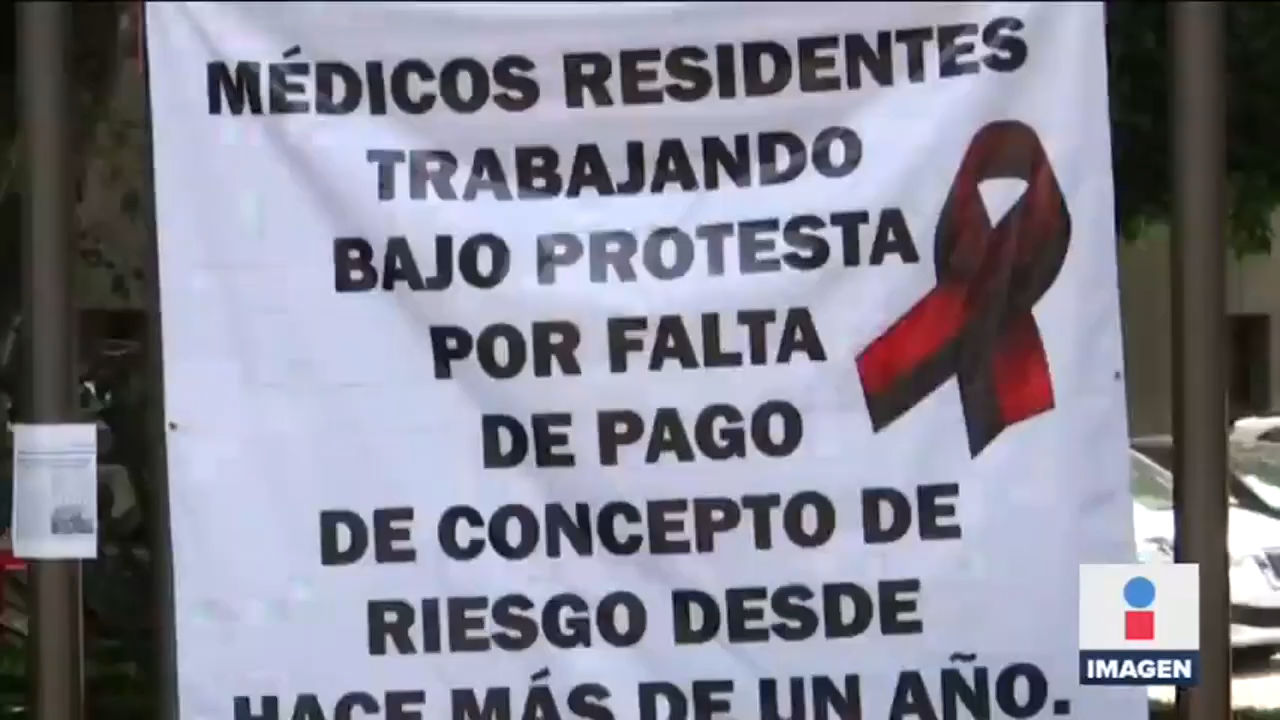 MÉDICOS RESIDENTES
TRABAJANDO
BAJO PROTESTA
POR FALTA
DE PAGO
DE CONCEPTO DE
RIESGO DESDE
HACE MÁS DE UN AÑO.
IMAGEN